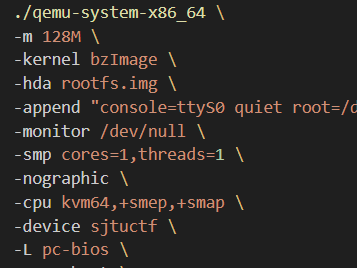 ./qemu-system-x86_64 \
-m 128M \
-kernel bzImage \
-hda rootfs.img \
-append "console=ttyS0 quiet root=/d
-monitor /dev/null \
-smp cores=1,threads=1 \
-nographic \
-cpu kvm64,+smep,+smap \
-device sjtuctf \
-L pc-bios \